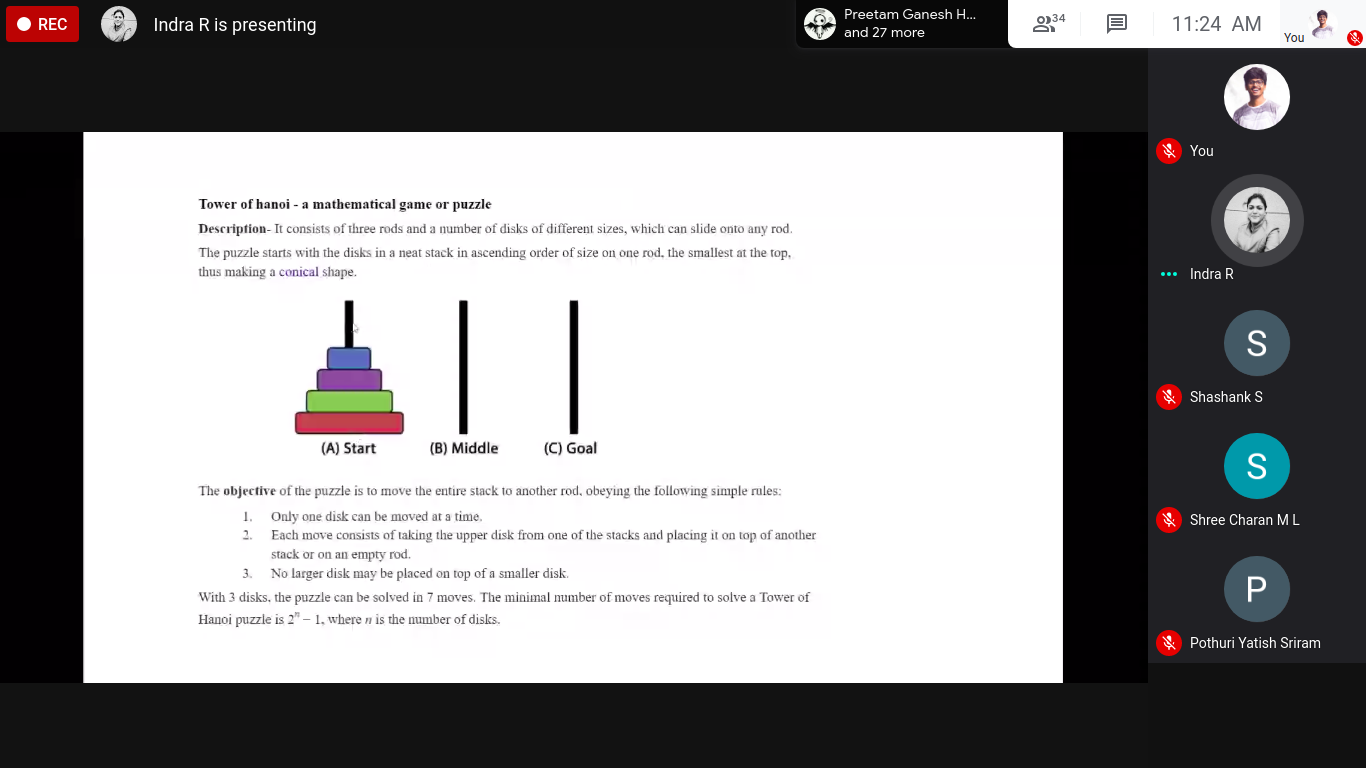 REC
Indra R is presenting
Preetam Ganesh H...
and 27 more
34
11:24 AM
You
You
Indra R
S
Shashank S
S
Shree Charan M L
P
Pothuri Yatish Sriram
Tower of hanoi - a mathematical game or puzzle
Description- It consists of three rods and a number of disks of different sizes, which can slide onto any rod.
The puzzle starts with the disks in a neat stack in ascending order of size on one rod, the smallest at the top,
thus making a conical shape.
(A) Start (B) Middle (C) Goal
The objective of the puzzle is to move the entire stack to another rod, obeying the following simple rules:
1. Only one disk can be moved at a time.
2. Each move consists of taking the upper disk from one of the stacks and placing it on top of another
stack or on an empty rod.
3. No larger disk may be placed on top of a smaller disk.
With 3 disks, the puzzle can be solved in 7 moves. The minimal number of moves required to solve a Tower of
Hanoi puzzle is 2ⁿ − 1, where n is the number of disks.